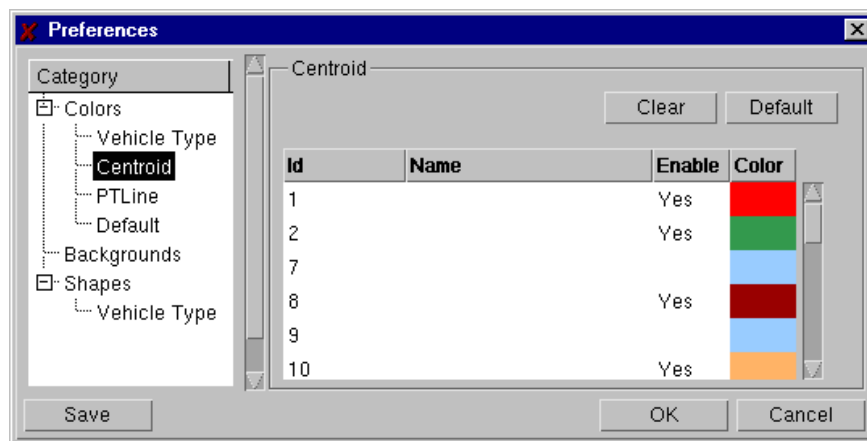 Preferences
Category
Colors
Vehicle Type
Centroid
PTLine
Default
Backgrounds
Shapes
Vehicle Type
Save
Centroid
Clear Default
Id Name Enable Color
1 Yes
2 Yes
7
8 Yes
9
10 Yes
OK Cancel